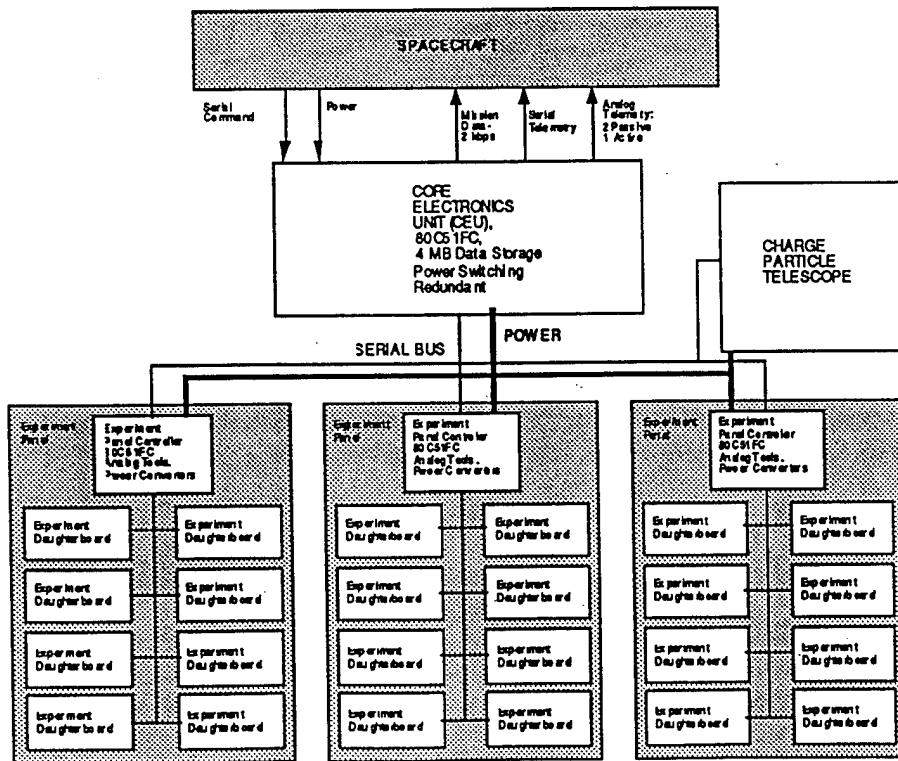 SPACECRAFT
Serial
Command
Power
Mission
Data-
2 kbps
Serial
Telemetry
Analog
Telemetry:
2 Passive
1 Active
CORE
ELECTRONICS
UNIT (CEU),
80C51FC,
4 MB Data Storage
Power Switching
Redundant
CHARGE
PARTICLE
TELESCOPE
POWER
SERIAL BUS
Experiment
Panel
Experiment
Panel Controller
80C51FC
Analog Tools,
Power Converters
Experiment
Daughterboard
Experiment
Daughterboard
Experiment
Daughterboard
Experiment
Daughterboard
Experiment
Daughterboard
Experiment
Daughterboard
Experiment
Daughterboard
Experiment
Daughterboard
Experiment
Panel
Experiment
Panel Controller
80C51FC
Analog Tools,
Power Converters
Experiment
Daughterboard
Experiment
Daughterboard
Experiment
Daughterboard
Experiment
Daughterboard
Experiment
Daughterboard
Experiment
Daughterboard
Experiment
Daughterboard
Experiment
Daughterboard
Experiment
Panel
Experiment
Panel Controller
80C51FC
Analog Tools,
Power Converters
Experiment
Daughterboard
Experiment
Daughterboard
Experiment
Daughterboard
Experiment
Daughterboard
Experiment
Daughterboard
Experiment
Daughterboard
Experiment
Daughterboard
Experiment
Daughterboard